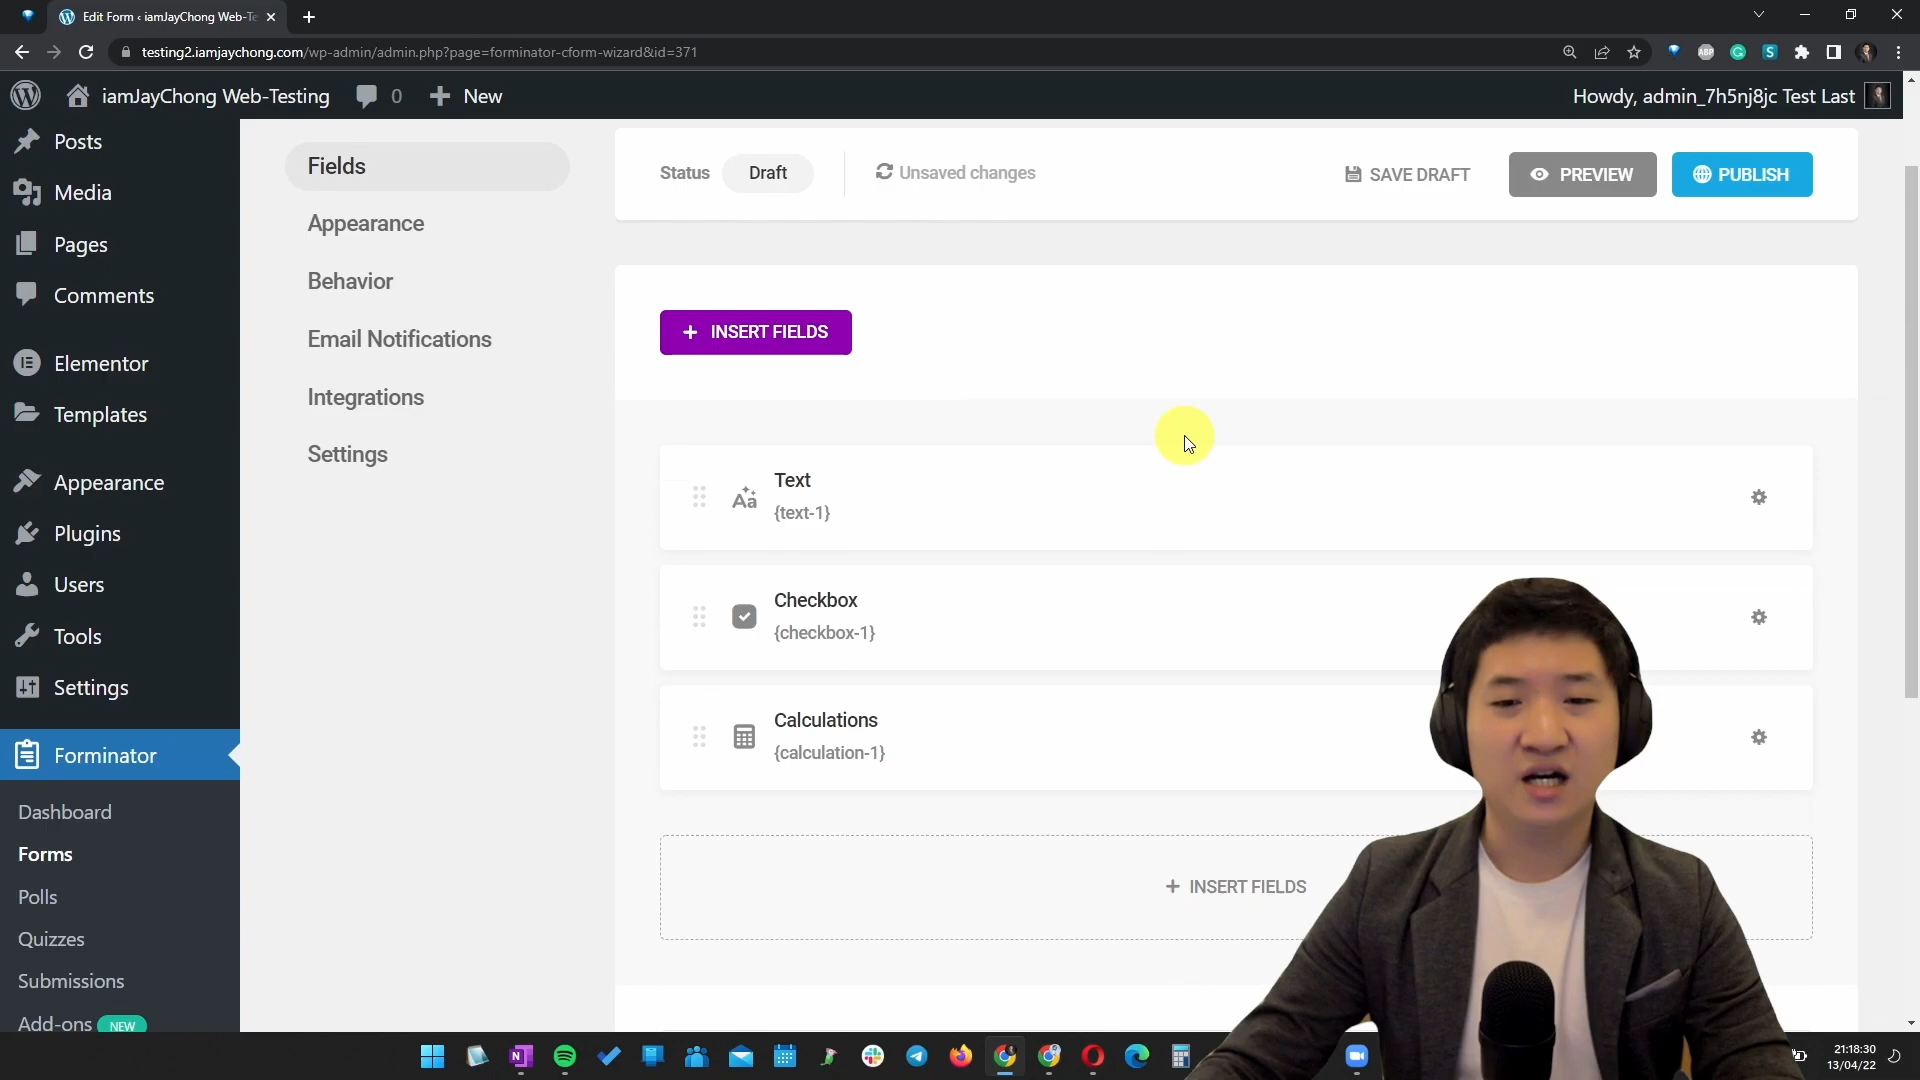 Edit Form ‹ iamJayChong Web-Te
testing2.iamjaychong.com/wp-admin/admin.php?page=forminator-cform-wizard&id=371
iamJayChong Web-Testing
0
New
Howdy, admin_7h5nj8jc Test Last
Posts
Media
Pages
Comments
Elementor
Templates
Appearance
Plugins
Users
Tools
Settings
Forminator
Dashboard
Forms
Polls
Quizzes
Submissions
Add-ons NEW
Fields
Appearance
Behavior
Email Notifications
Integrations
Settings
Status Draft
Unsaved changes
SAVE DRAFT
PREVIEW
PUBLISH
+ INSERT FIELDS
Text
{text-1}
Checkbox
{checkbox-1}
Calculations
{calculation-1}
+ INSERT FIELDS
21:18:30
13/04/22